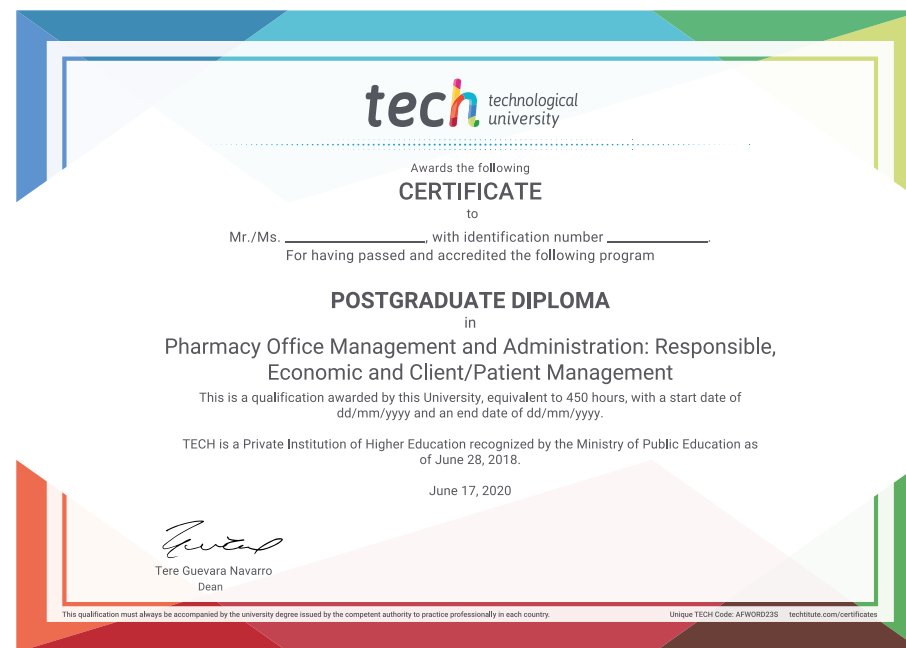 tech technological
university
Awards the following
CERTIFICATE
to
Mr./Ms. ____________, with identification number ____________.
For having passed and accredited the following program
POSTGRADUATE DIPLOMA
in
Pharmacy Office Management and Administration: Responsible,
Economic and Client/Patient Management
This is a qualification awarded by this University, equivalent to 450 hours, with a start date of
dd/mm/yyyy and an end date of dd/mm/yyyy.
TECH is a Private Institution of Higher Education recognized by the Ministry of Public Education as
of June 28, 2018.
June 17, 2020
Tere Guevara Navarro
Dean
This qualification must always be accompanied by the university degree issued by the competent authority to practice professionally in each country.
Unique TECH Code: AFWORD23S techtitute.com/certificates